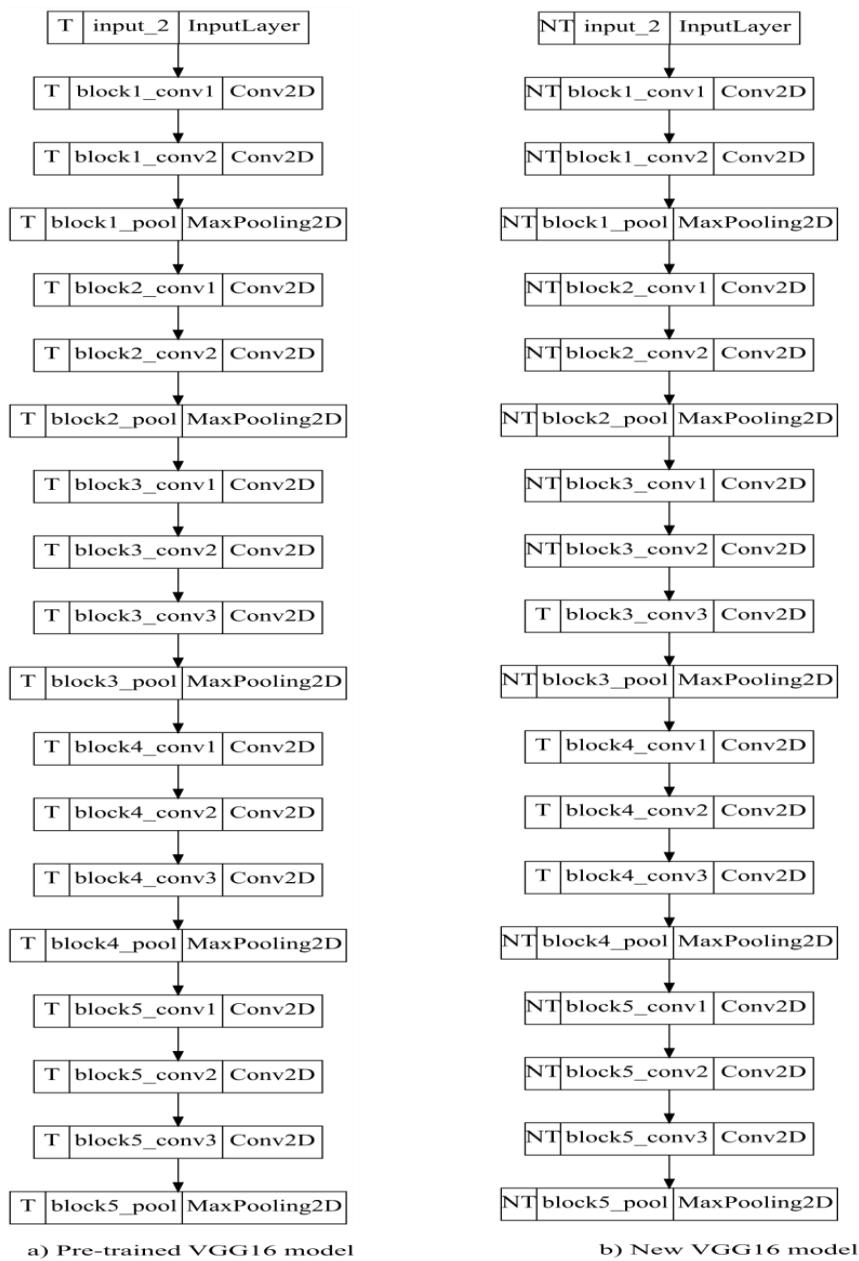 T input_2 InputLayer
T block1_conv1 Conv2D
T block1_conv2 Conv2D
T block1_pool MaxPooling2D
T block2_conv1 Conv2D
T block2_conv2 Conv2D
T block2_pool MaxPooling2D
T block3_conv1 Conv2D
T block3_conv2 Conv2D
T block3_conv3 Conv2D
T block3_pool MaxPooling2D
T block4_conv1 Conv2D
T block4_conv2 Conv2D
T block4_conv3 Conv2D
T block4_pool MaxPooling2D
T block5_conv1 Conv2D
T block5_conv2 Conv2D
T block5_conv3 Conv2D
T block5_pool MaxPooling2D
a) Pre-trained VGG16 model
NT input_2 InputLayer
NT block1_conv1 Conv2D
NT block1_conv2 Conv2D
NT block1_pool MaxPooling2D
NT block2_conv1 Conv2D
NT block2_conv2 Conv2D
NT block2_pool MaxPooling2D
NT block3_conv1 Conv2D
NT block3_conv2 Conv2D
T block3_conv3 Conv2D
NT block3_pool MaxPooling2D
T block4_conv1 Conv2D
T block4_conv2 Conv2D
T block4_conv3 Conv2D
NT block4_pool MaxPooling2D
NT block5_conv1 Conv2D
NT block5_conv2 Conv2D
NT block5_conv3 Conv2D
NT block5_pool MaxPooling2D
b) New VGG16 model